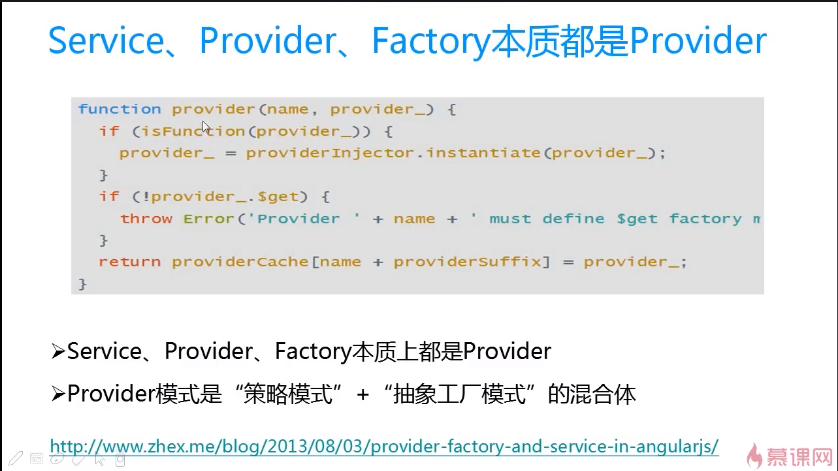 Service、Provider、Factory本质都是Provider
function provider(name, provider_) {
if (isFunction(provider_)) {
provider_ = providerInjector.instantiate(provider_);
}
if (!provider_.$get) {
throw Error('Provider ' + name + ' must define $get factory m
}
return providerCache[name + providerSuffix] = provider_;
}
➢Service、Provider、Factory本质上都是Provider
➢Provider模式是“策略模式”+“抽象工厂模式”的混合体
http://www.zhex.me/blog/2013/08/03/provider-factory-and-service-in-angularjs/
慕课网